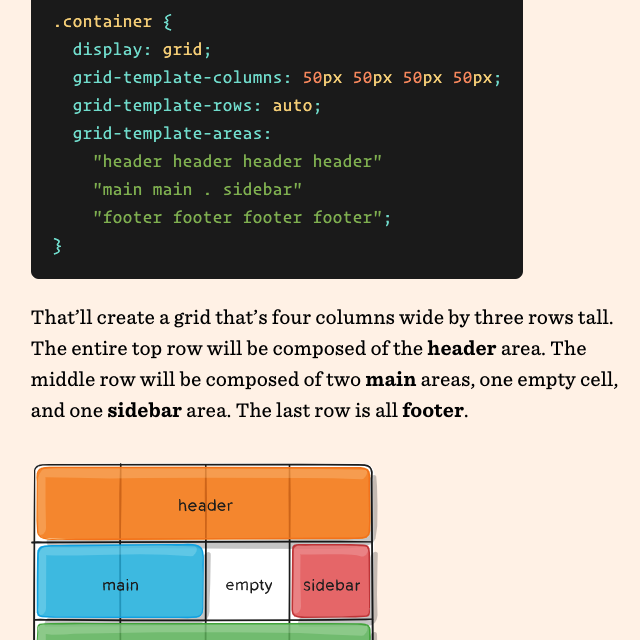 .container {
  display: grid;
  grid-template-columns: 50px 50px 50px 50px;
  grid-template-rows: auto;
  grid-template-areas:
    "header header header header"
    "main main . sidebar"
    "footer footer footer footer";
}
That’ll create a grid that’s four columns wide by three rows tall.
The entire top row will be composed of the header area. The
middle row will be composed of two main areas, one empty cell,
and one sidebar area. The last row is all footer.
header
main empty sidebar